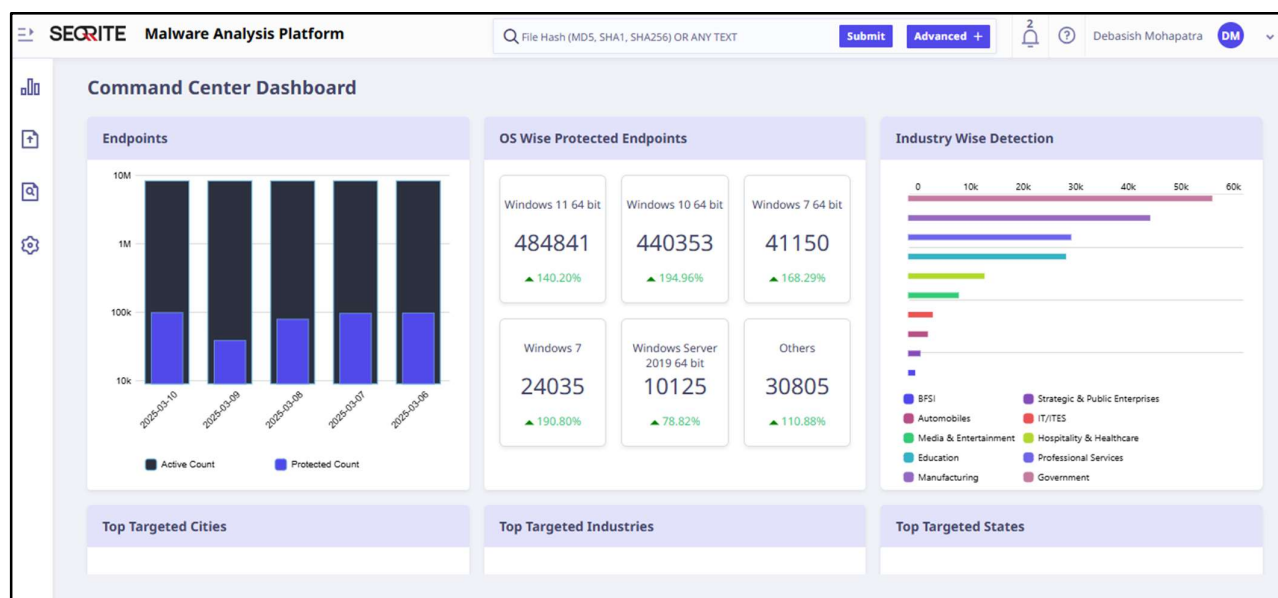 SEQRITE Malware Analysis Platform
File Hash (MD5, SHA1, SHA256) OR ANY TEXT
Submit
Advanced +
2
Debasish Mohapatra
DM
Command Center Dashboard
Endpoints
10M
1M
100k
10k
2025-03-10
2025-03-09
2025-03-08
2025-03-07
2025-03-06
Active Count
Protected Count
OS Wise Protected Endpoints
Windows 11 64 bit
484841
140.20%
Windows 10 64 bit
440353
194.96%
Windows 7 64 bit
41150
168.29%
Windows 7
24035
190.80%
Windows Server
2019 64 bit
10125
78.82%
Others
30805
110.88%
Industry Wise Detection
0 10k 20k 30k 40k 50k 60k
BFSI
Strategic & Public Enterprises
Automobiles
IT/ITES
Media & Entertainment
Hospitality & Healthcare
Education
Professional Services
Manufacturing
Government
Top Targeted Cities
Top Targeted Industries
Top Targeted States